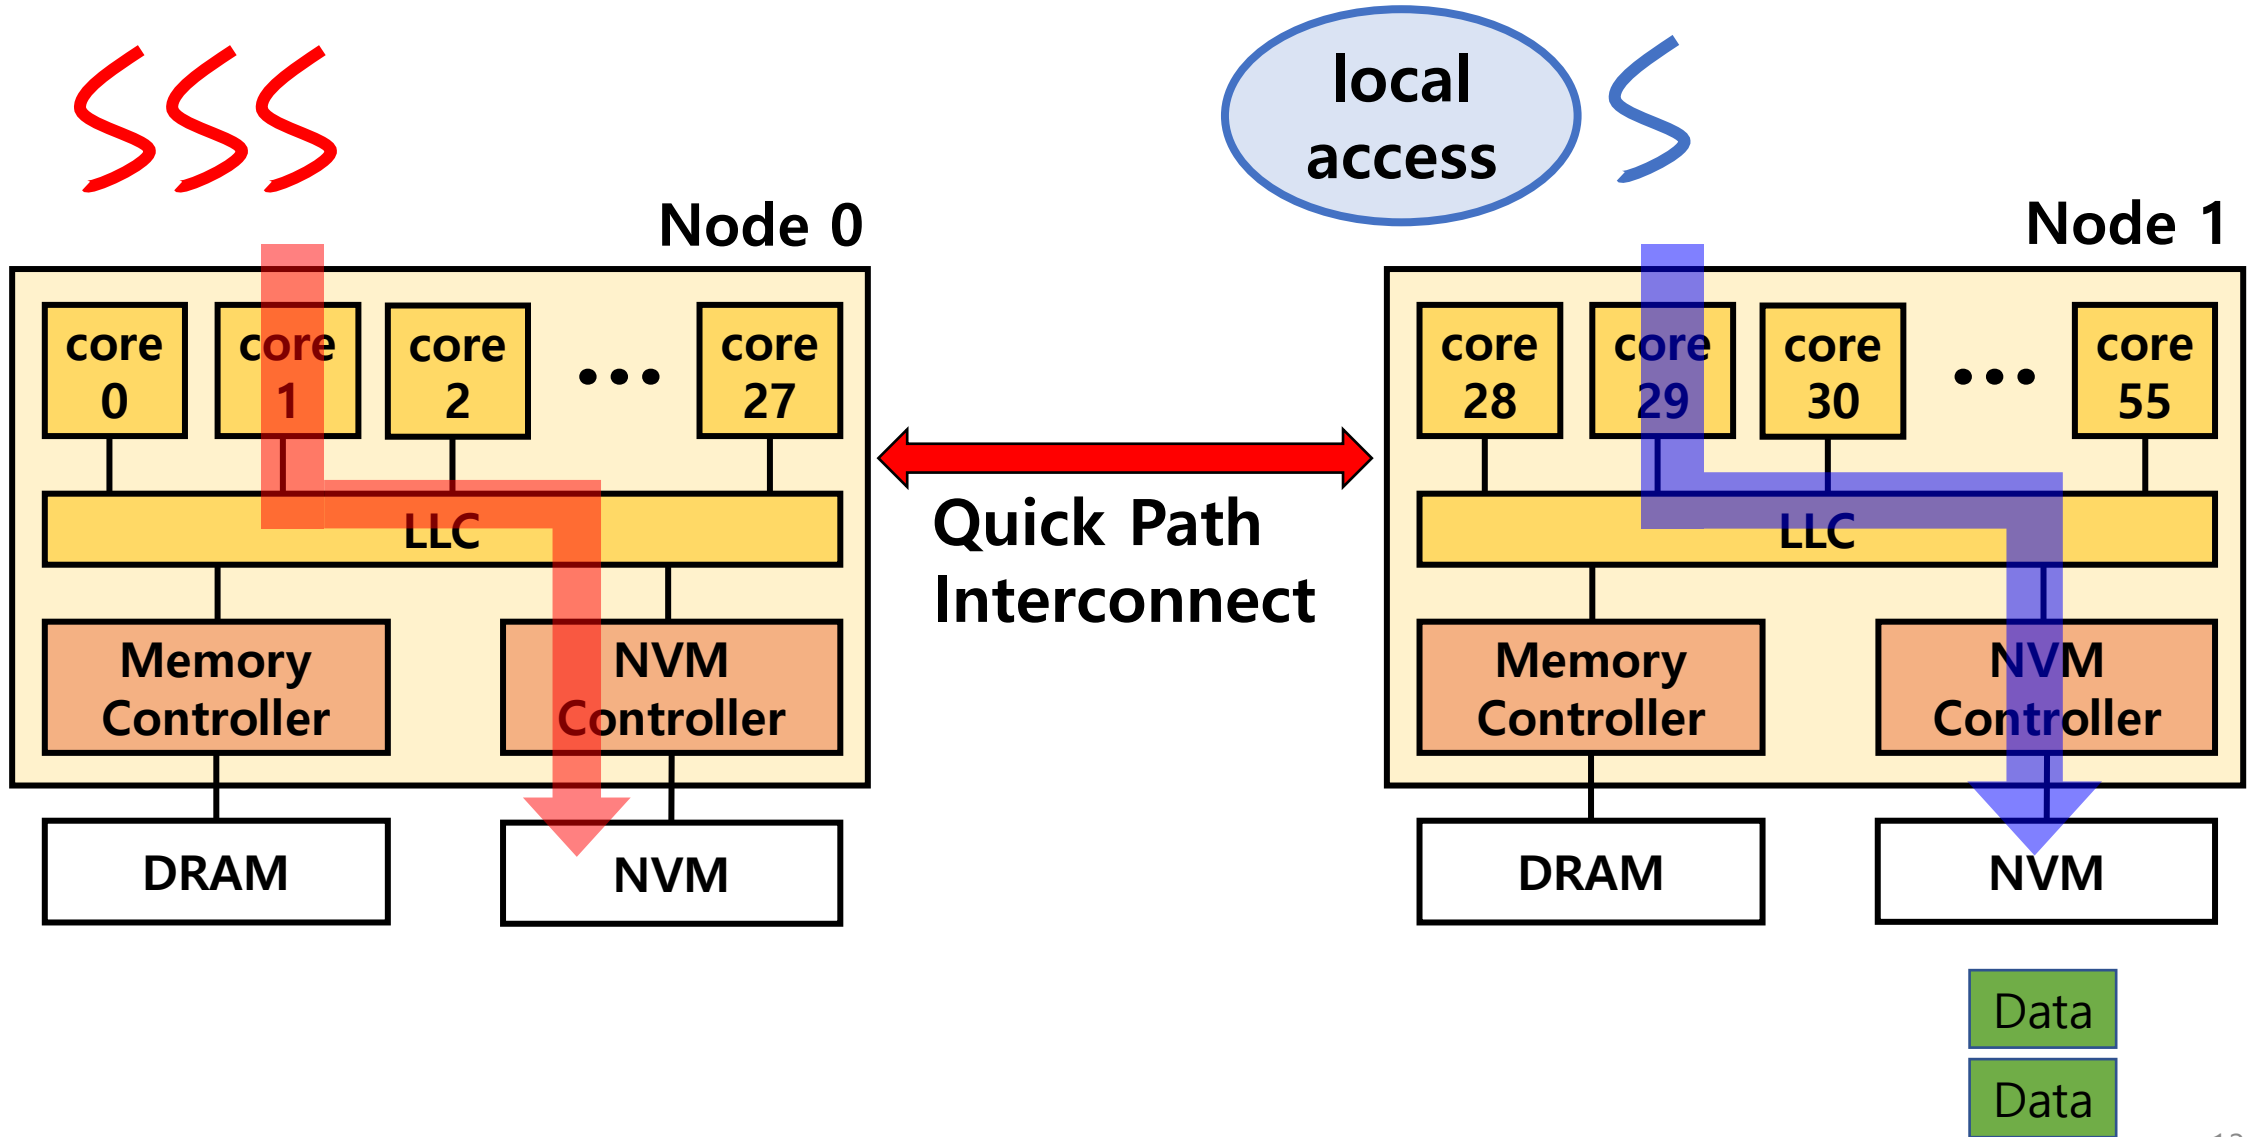 local
access
Node 0
Node 1
core
0
core
1
core
2
•••
core
27
LLC
Memory
Controller
NVM
Controller
DRAM
NVM
Quick Path
Interconnect
core
28
core
29
core
30
•••
core
55
LLC
Memory
Controller
NVM
Controller
DRAM
NVM
Data
Data